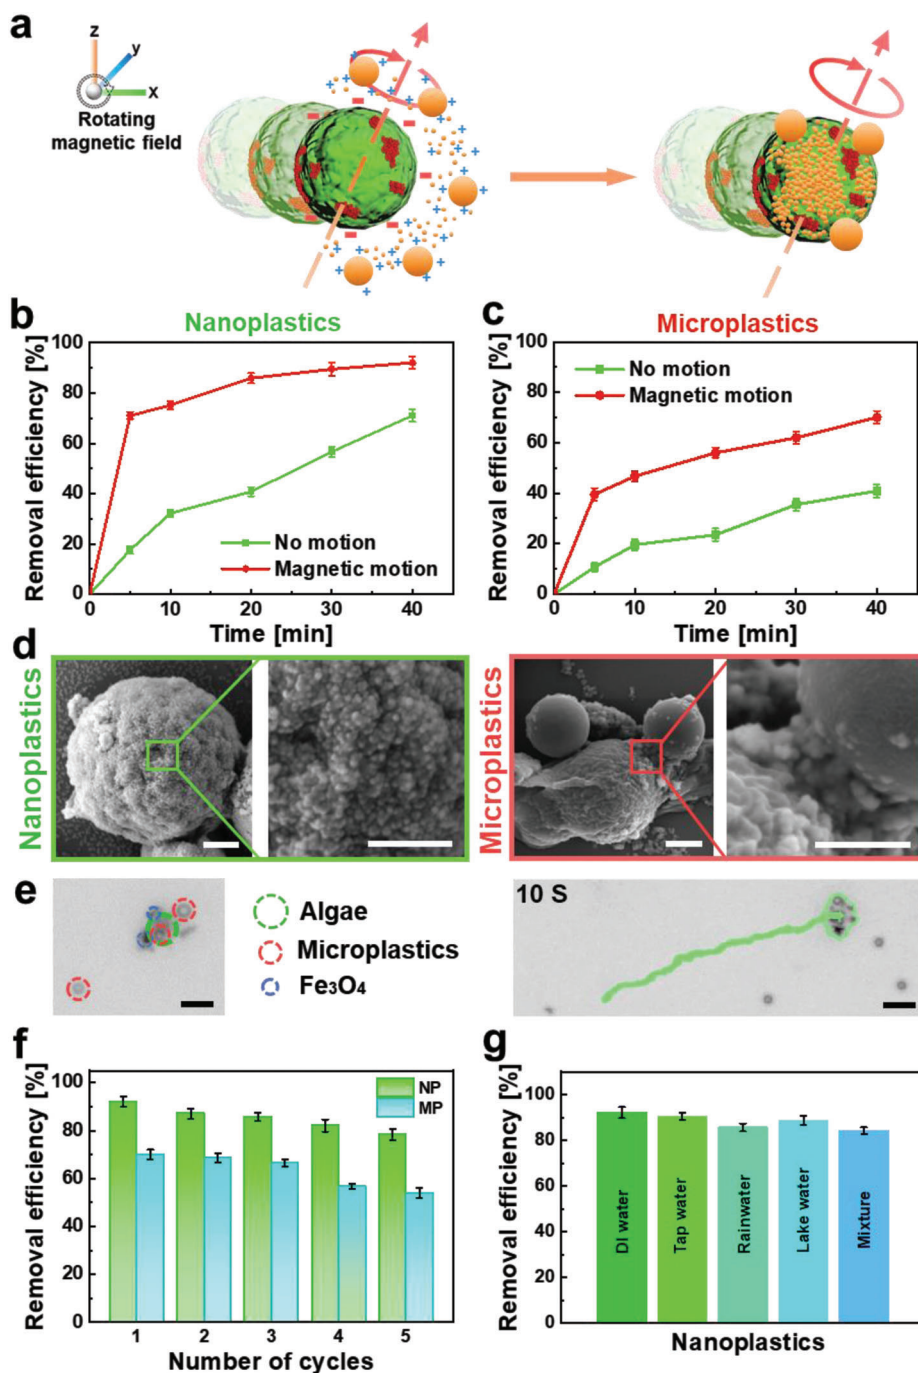 a
z
y
x
Rotating
magnetic field
b
Nanoplastics
Removal efficiency [%]
100
80
60
40
20
0
No motion
Magnetic motion
0 10 20 30 40
Time [min]
c
Microplastics
Removal efficiency [%]
100
80
60
40
20
0
No motion
Magnetic motion
0 10 20 30 40
Time [min]
d
Nanoplastics
Microplastics
e
Algae
Microplastics
Fe₃O₄
10 S
f
Removal efficiency [%]
100
80
60
40
20
0
NP
MP
1 2 3 4 5
Number of cycles
g
Removal efficiency [%]
100
80
60
40
20
0
DI water
Tap water
Rainwater
Lake water
Mixture
Nanoplastics